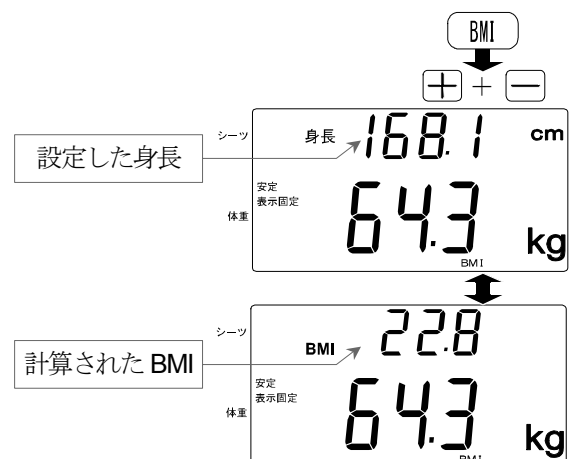 BMI
+ + −
シーツ 身長 168.1 cm
設定した身長
安定
表示固定
体重 64.3 kg
BMI
シーツ BMI 22.8
計算された BMI
安定
表示固定
体重 64.3 kg
BMI